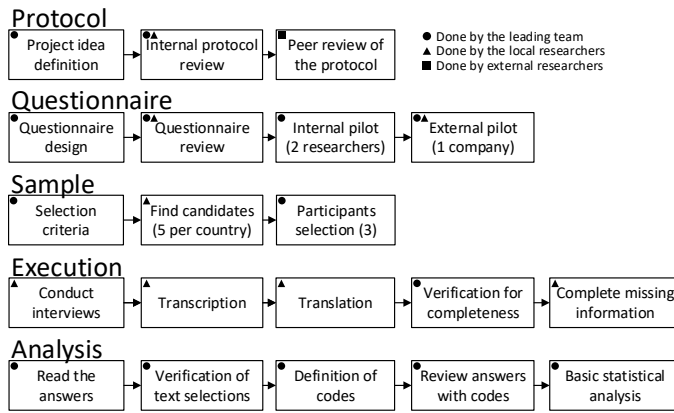 Protocol
Project idea
definition
Internal protocol
review
Peer review of
the protocol
Done by the leading team
Done by the local researchers
Done by external researchers
Questionnaire
Questionnaire
design
Questionnaire
review
Internal pilot
(2 researchers)
External pilot
(1 company)
Sample
Selection
criteria
Find candidates
(5 per country)
Participants
selection (3)
Execution
Conduct
interviews
Transcription
Translation
Verification for
completeness
Complete missing
information
Analysis
Read the
answers
Verification of
text selections
Definition of
codes
Review answers
with codes
Basic statistical
analysis